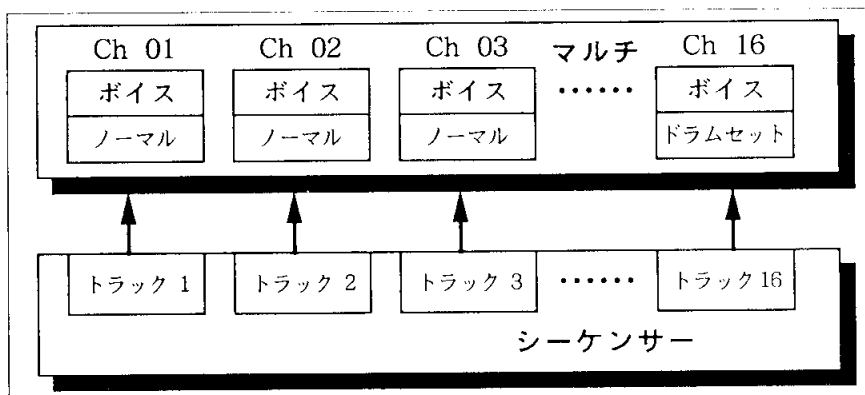 Ch 01 Ch 02 Ch 03 マルチ Ch 16
ボイス ボイス ボイス ・・・・・・ ボイス
ノーマル ノーマル ノーマル ドラムセット
トラック 1 トラック 2 トラック 3 ・・・・・・ トラック 16
シーケンサー